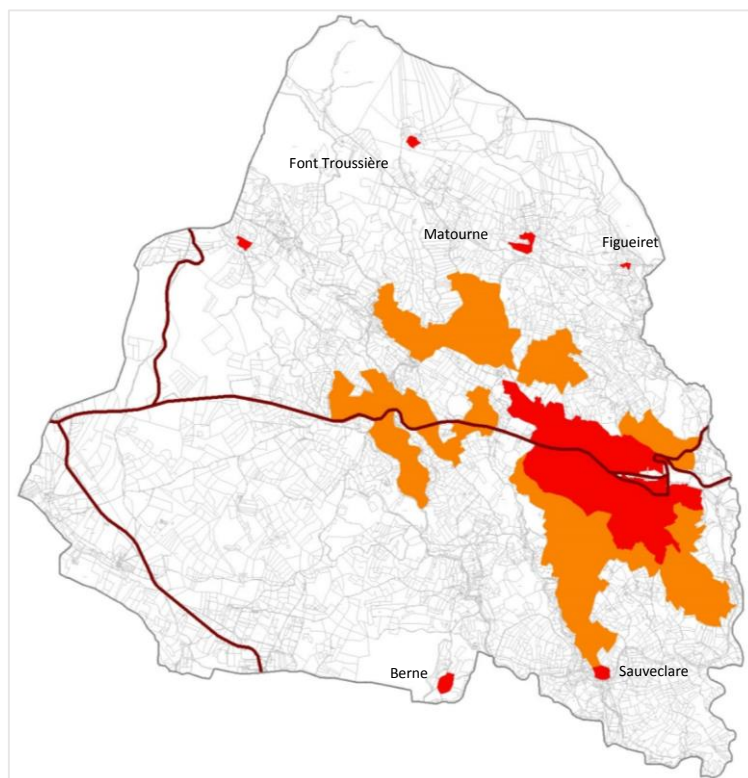 Font Troussière
Matourne
Figueiret
Berne
Sauveclare